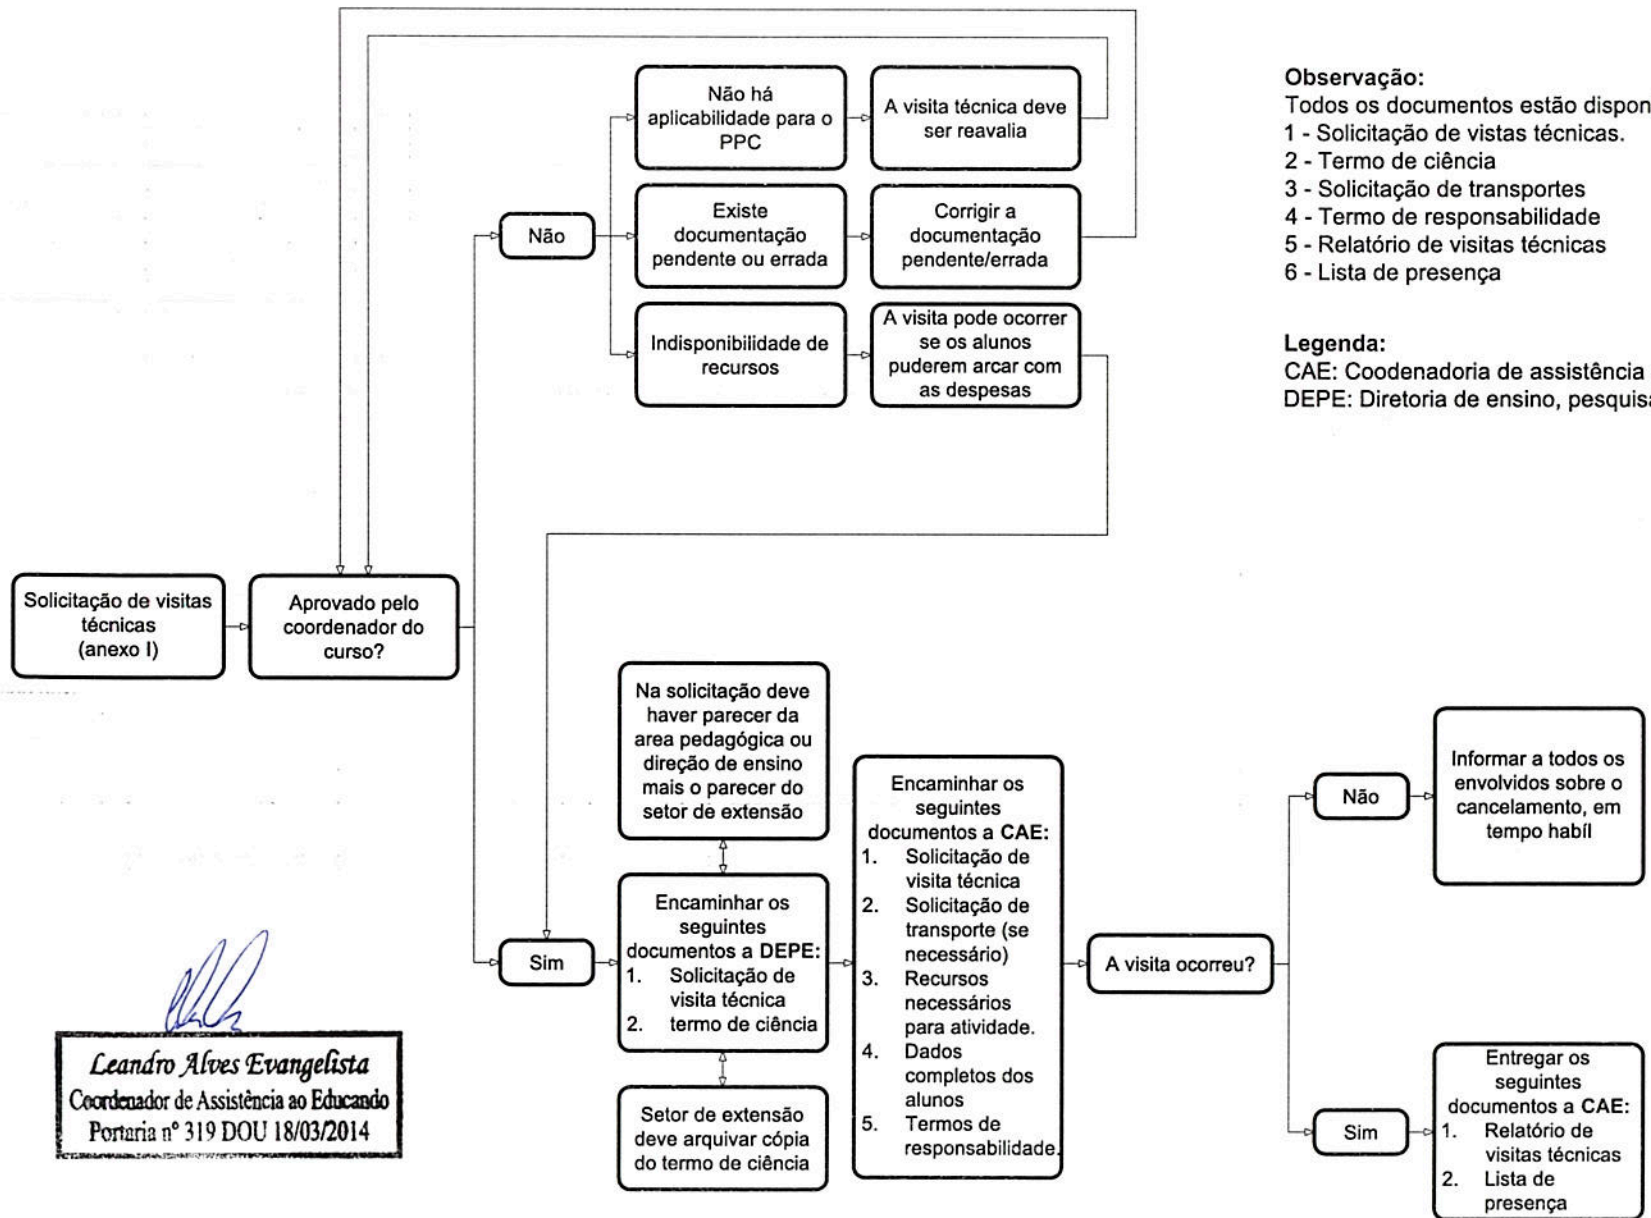 Observação:
Todos os documentos estão
1 - Solicitação de vistas técnicas.
2 - Termo de ciência
3 - Solicitação de transportes
4 - Termo de responsabilidade
5 - Relatório de visitas técnicas
6 - Lista de presença
Legenda:
CAE: Coodenadoria de assistência
DEPE: Diretoria de ensino,
Não há
aplicabilidade para o
PPC
A visita técnica deve
ser reavalia
Não
Existe
documentação
pendente ou errada
Corrigir a
documentação
pendente/errada
Indisponibilidade de
recursos
A visita pode ocorrer
se os alunos
puderem arcar com
as despesas
Solicitação de visitas
técnicas
(anexo I)
Aprovado pelo
coordenador do
curso?
Na solicitação deve
haver parecer da
area pedagógica ou
direção de ensino
mais o parecer do
setor de extensão
Sim
Encaminhar os
seguintes
documentos a DEPE:
1. Solicitação de
visita técnica
2. termo de ciência
Setor de extensão
deve arquivar cópia
do termo de ciência
Encaminhar os
seguintes
documentos a CAE:
1. Solicitação de
visita técnica
2. Solicitação de
transporte (se
necessário)
3. Recursos
necessários
para atividade.
4. Dados
completos dos
alunos
5. Termos de
responsabilidade.
A visita ocorreu?
Não
Informar a todos os
envolvidos sobre o
cancelamento, em
tempo habíl
Sim
Entregar os
seguintes
documentos a CAE:
1. Relatório de
visitas técnicas
2. Lista de
presença
Leandro Alves Evangelista
Coordenador de Assistência ao Educando
Portaria nº 319 DOU 18/03/2014